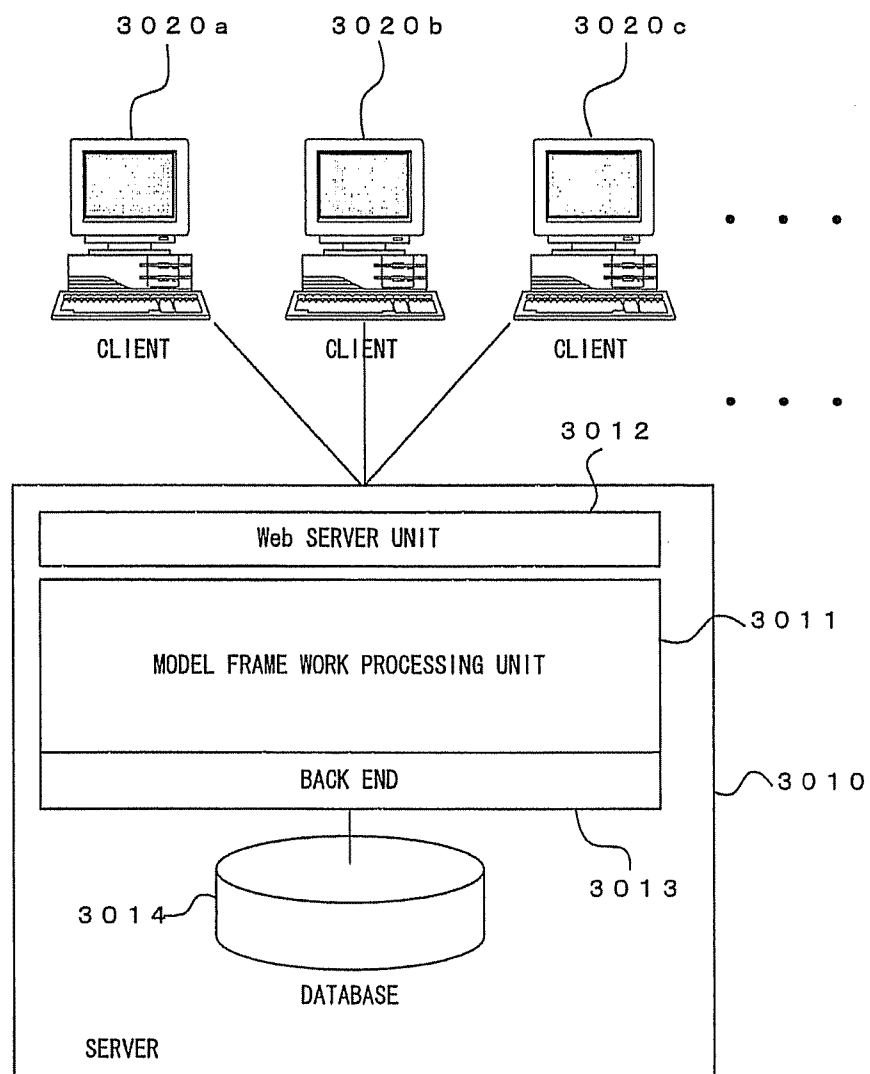 3020a 3020b 3020c
CLIENT CLIENT CLIENT
3012
Web SERVER UNIT
3011
MODEL FRAME WORK PROCESSING UNIT
BACK END
3010
3013
3014
DATABASE
SERVER